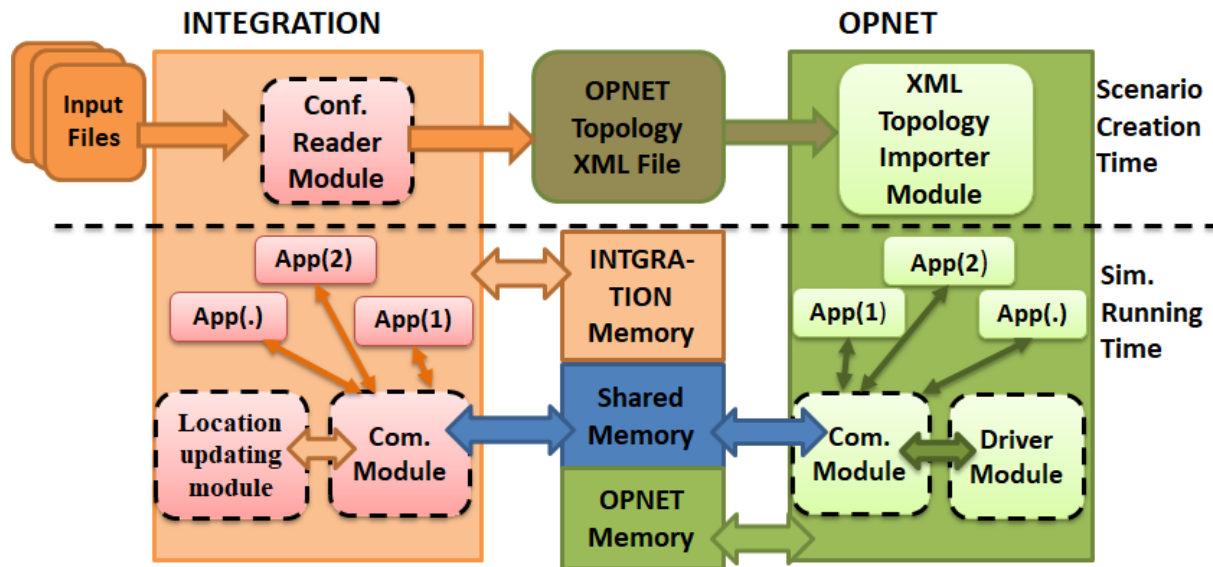 INTEGRATION
OPNET
Input
Files
Conf.
Reader
Module
OPNET
Topology
XML File
XML
Topology
Importer
Module
Scenario
Creation
Time
App(2)
App(.)
App(1)
INTGRA-
TION
Memory
App(2)
App(1)
App(.)
Sim.
Running
Time
Location
updating
module
Com.
Module
Shared
Memory
Com.
Module
Driver
Module
OPNET
Memory